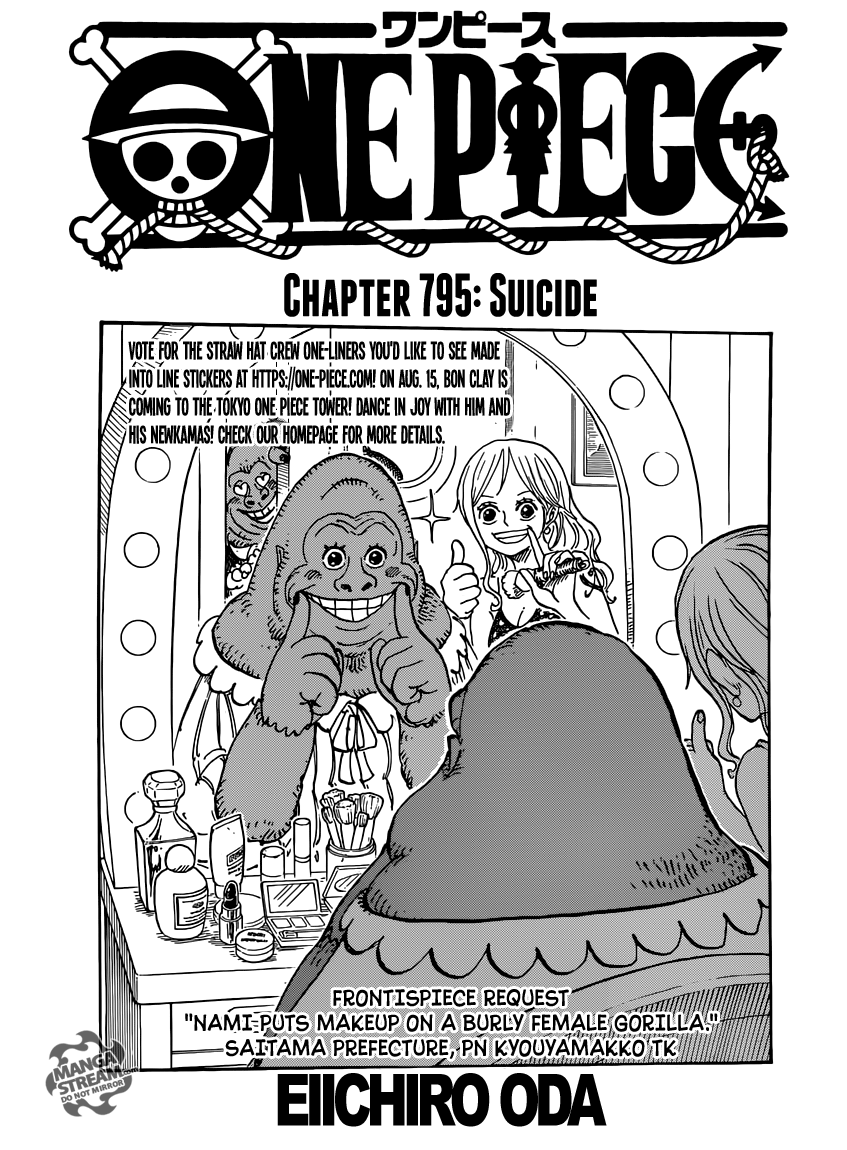 ワンピース
ONE PIECE
CHAPTER 795: SUICIDE
VOTE FOR THE STRAW HAT CREW ONE-LINERS YOU'D LIKE TO SEE MADE
INTO LINE STICKERS AT HTTPS://ONE-PIECE.COM! ON AUG. 15, BON CLAY IS
COMING TO THE TOKYO ONE PIECE TOWER! DANCE IN JOY WITH HIM AND
HIS NEWKAMAS! CHECK OUR HOMEPAGE FOR MORE DETAILS.
FRONTISPIECE REQUEST
"NAMI PUTS MAKEUP ON A BURLY FEMALE GORILLA."
SAITAMA PREFECTURE, PN KYOUYAMAKKO TK
MANGA
STREAM.com
DO NOT MIRROR
EIICHIRO ODA